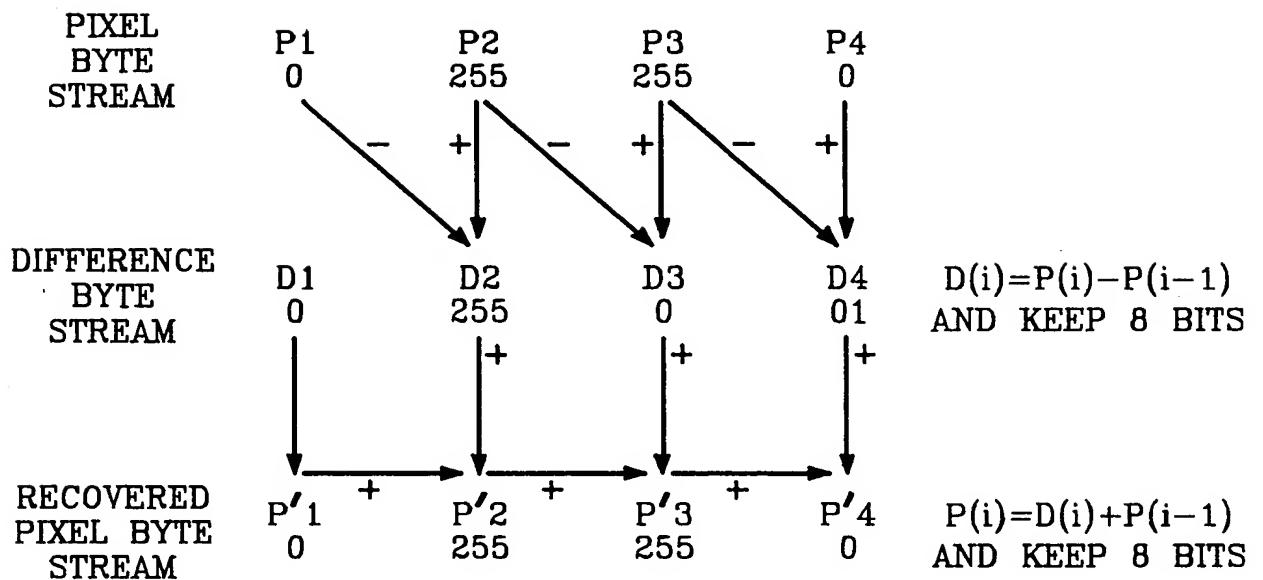 PIXEL
BYTE
STREAM
P1 P2 P3 P4
0 255 255 0
− + − + − +
DIFFERENCE
BYTE
STREAM
D1 D2 D3 D4
0 255 0 01
D(i)=P(i)−P(i−1)
AND KEEP 8 BITS
+ + +
+ + +
RECOVERED
PIXEL BYTE
STREAM
P'1 P'2 P'3 P'4
0 255 255 0
P(i)=D(i)+P(i−1)
AND KEEP 8 BITS